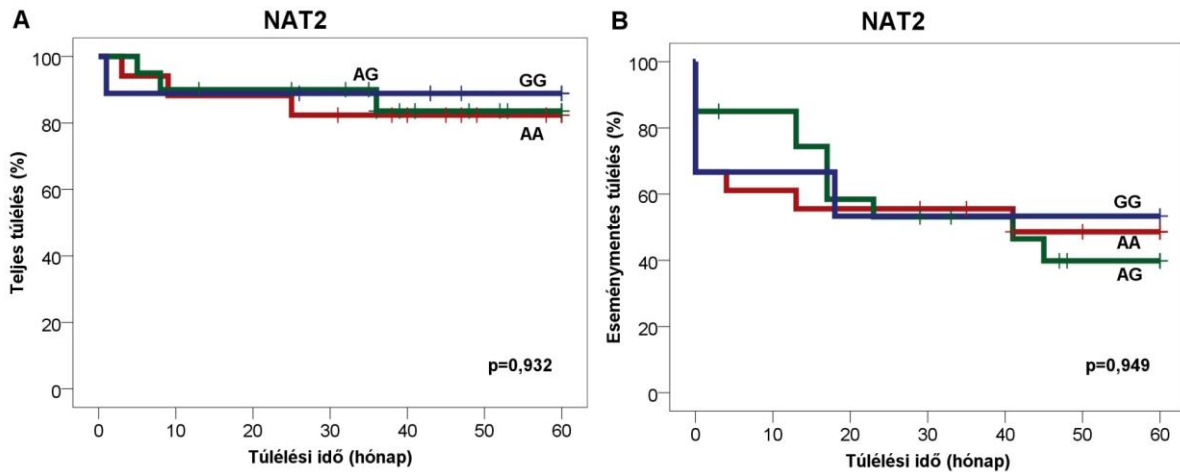 A
NAT2
Teljes túlélés (%)
100
80
60
40
20
0
AG
GG
AA
p=0,932
0 10 20 30 40 50 60
Túlélési idő (hónap)
B
NAT2
Eseménymentes túlélés (%)
100
80
60
40
20
0
GG
AA
AG
p=0,949
0 10 20 30 40 50 60
Túlélési idő (hónap)